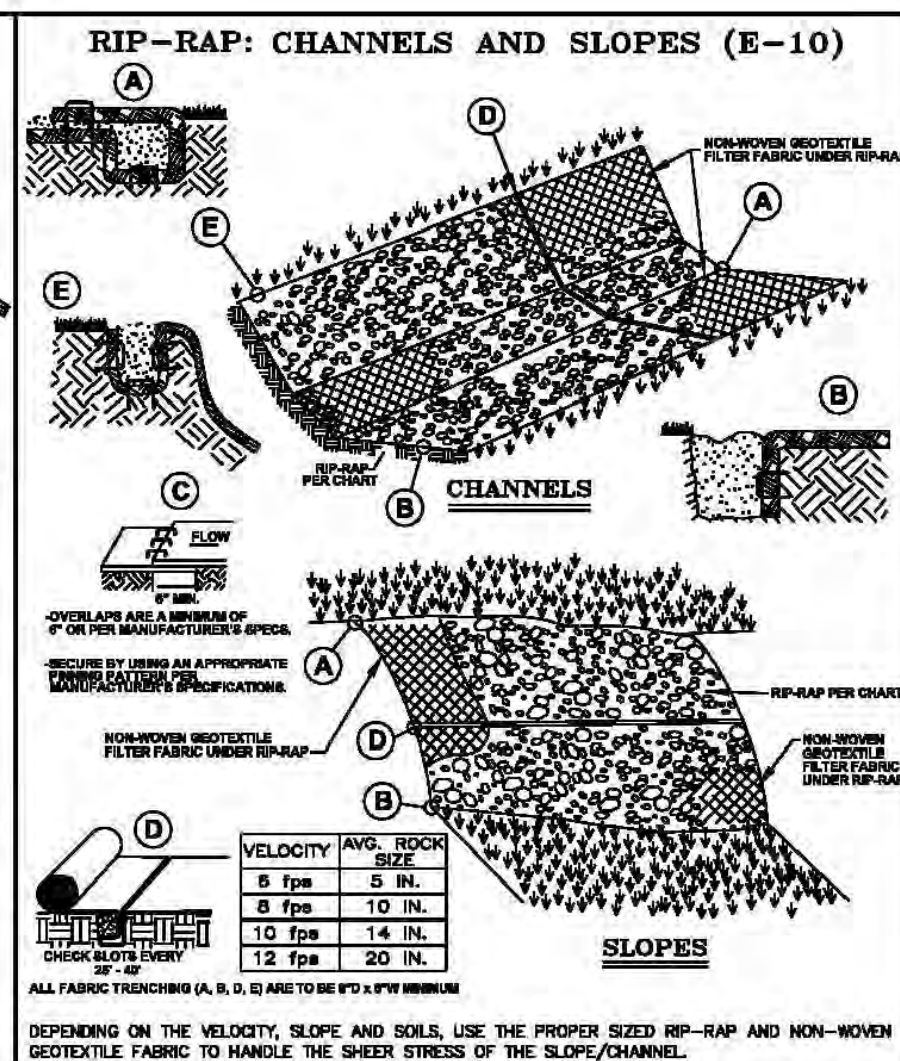 RIP-RAP: CHANNELS AND SLOPES (E-10)
A
D
NON-WOVEN GEOTEXTILE
FILTER FABRIC UNDER RIP-RAP
A
E
E
B
RIP-RAP
PER CHART
B
CHANNELS
C
FLOW
6" MIN.
-OVERLAPS ARE A MINIMUM OF
6" OR PER MANUFACTURER'S SPECS.
-SECURE BY USING AN APPROPRIATE
PINNING PATTERN PER
MANUFACTURER'S SPECIFICATIONS.
A
RIP-RAP PER CHART
NON-WOVEN GEOTEXTILE
FILTER FABRIC UNDER RIP-RAP
D
NON-WOVEN
GEOTEXTILE
FILTER FABRIC
UNDER RIP-RAP
B
D
VELOCITY AVG. ROCK SIZE
6 fps 5 IN.
8 fps 10 IN.
10 fps 14 IN.
12 fps 20 IN.
CHECK SLOTS EVERY
25' - 40'
SLOPES
ALL FABRIC TRENCHING (A, B, D, E) ARE TO BE MINIMUM
DEPENDING ON THE VELOCITY, SLOPE AND SOILS, USE THE PROPER SIZED RIP-RAP AND NON-WOVEN
GEOTEXTILE FABRIC TO HANDLE THE SHEER STRESS OF THE SLOPE/CHANNEL.